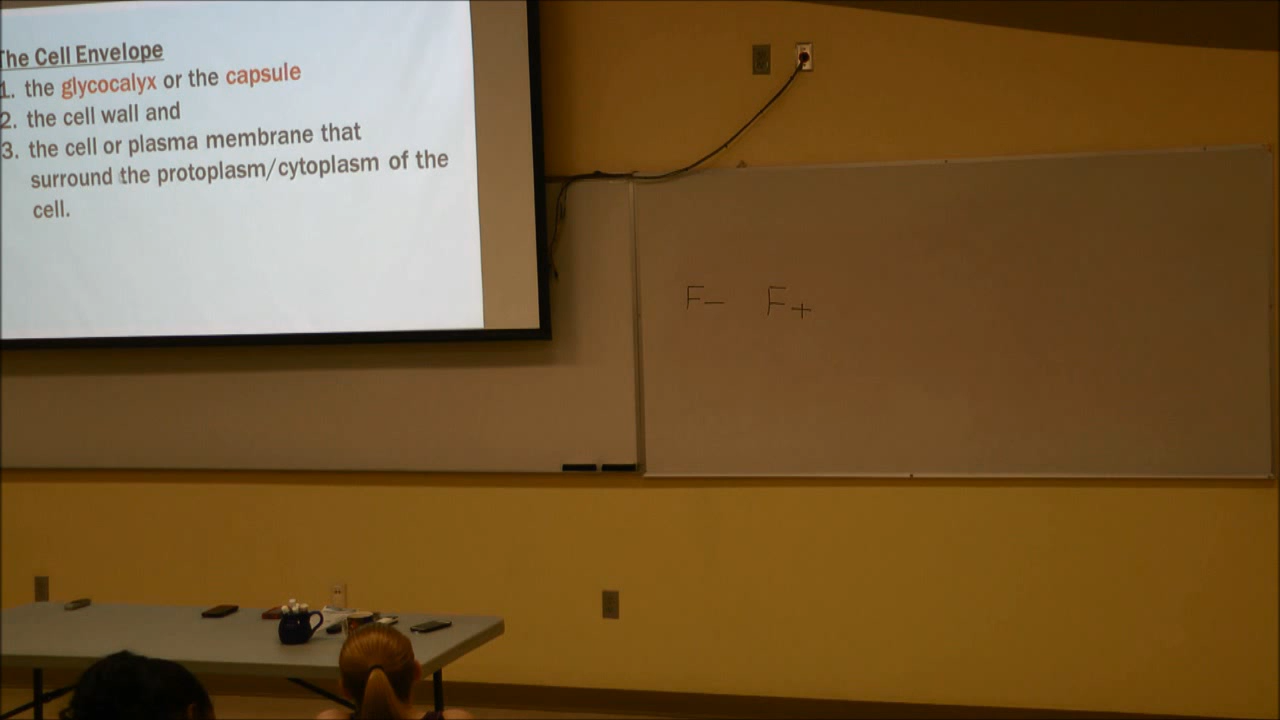 The Cell Envelope
1. the glycocalyx or the capsule
2. the cell wall and
3. the cell or plasma membrane that
surround the protoplasm/cytoplasm of the
cell.
F- F+